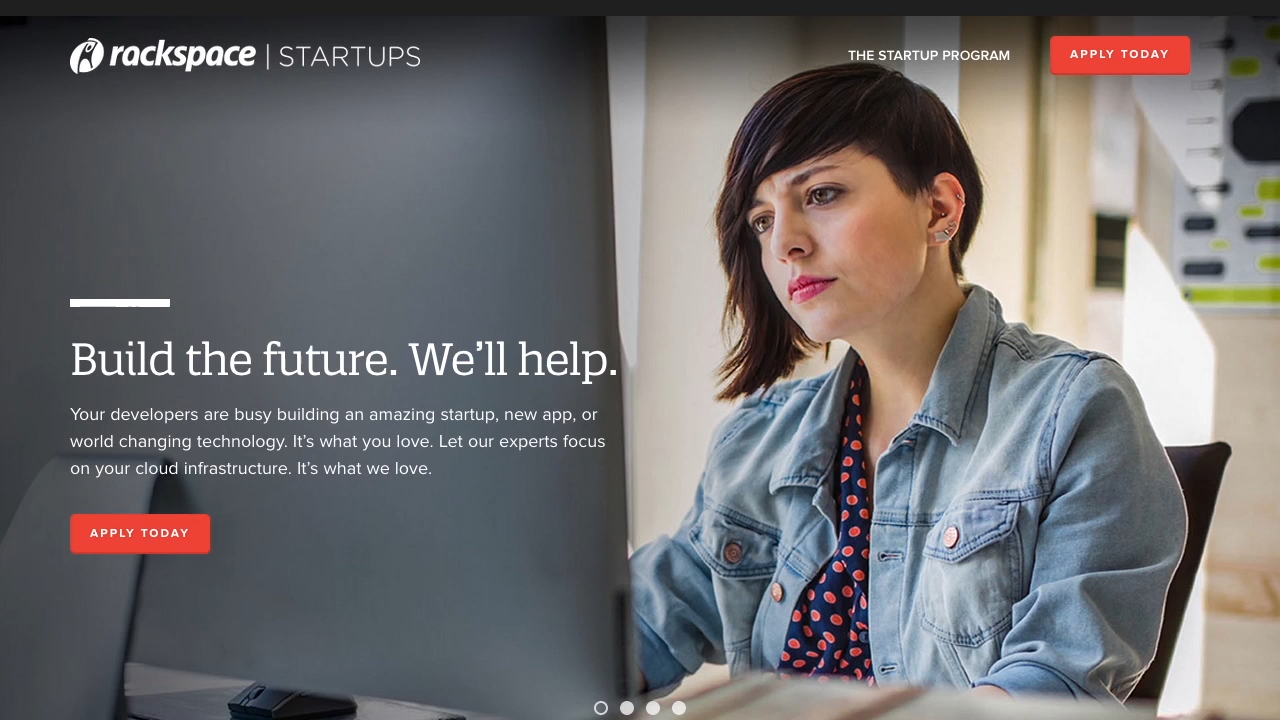 rackspace | STARTUPS
THE STARTUP PROGRAM
APPLY TODAY
Build the future. We’ll help.
Your developers are busy building an amazing startup, new app, or
world changing technology. It’s what you love. Let our experts focus
on your cloud infrastructure. It’s what we love.
APPLY TODAY